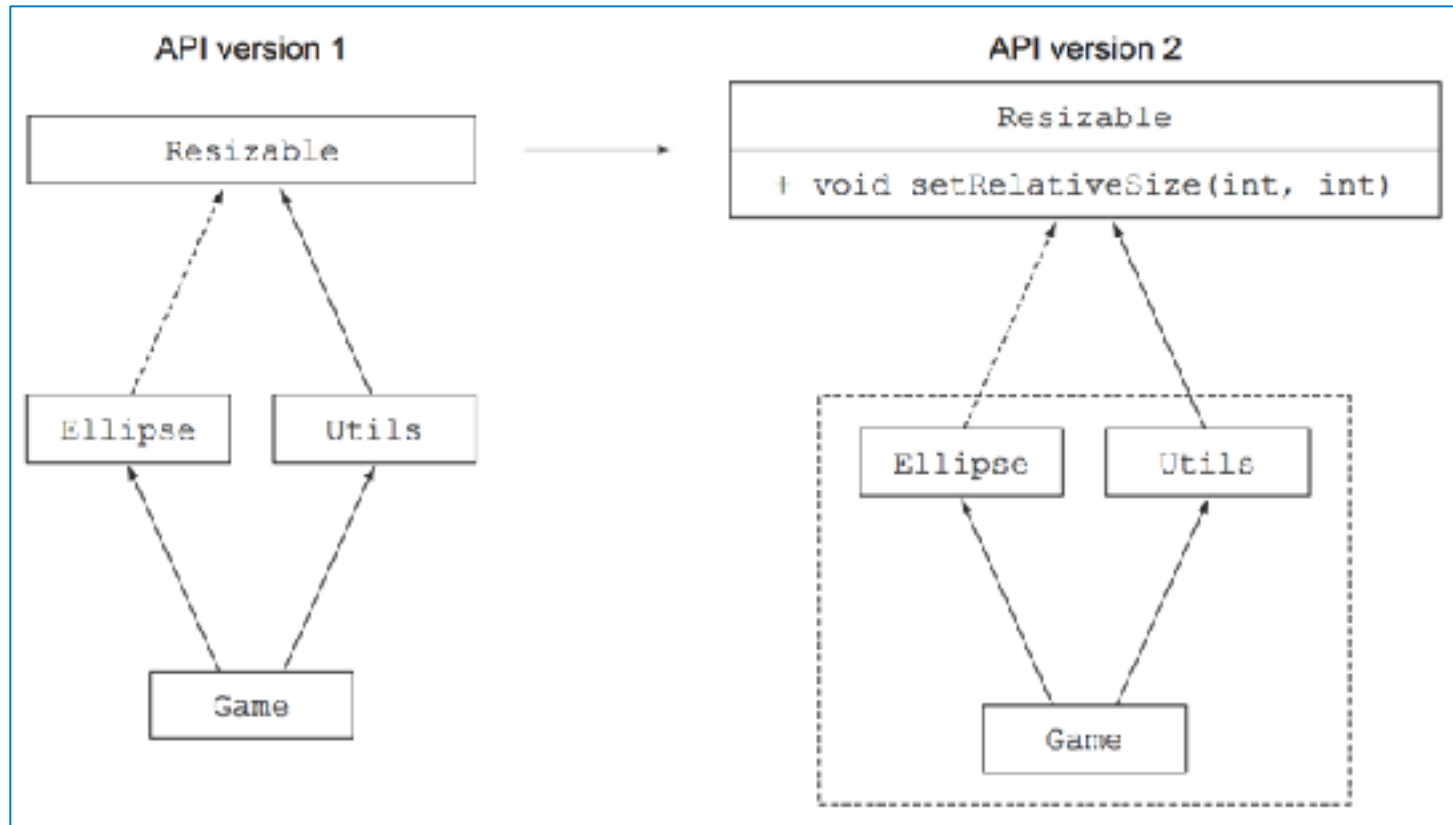 API version 1
Resizable
Ellipse
Utils
Game
API version 2
Resizable
+ void setRelativeSize(int, int)
Ellipse
Utils
Game